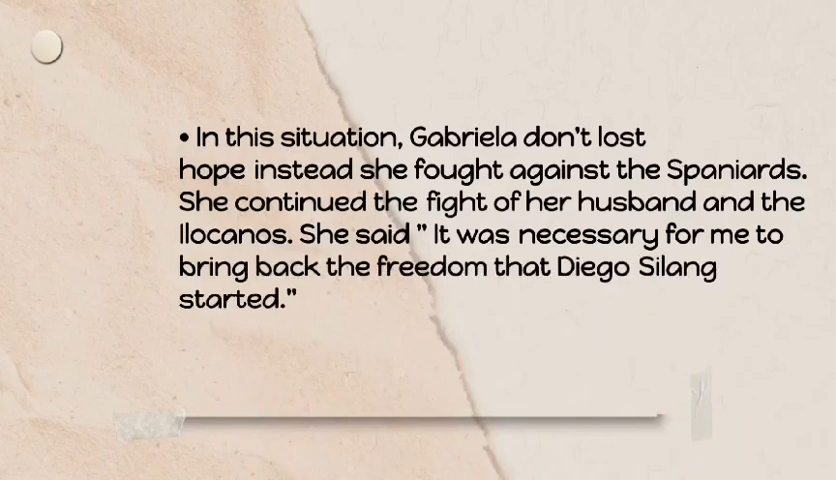 • In this situation, Gabriela don't lost
hope instead she fought against the Spaniards.
She continued the fight of her husband and the
Ilocanos. She said " It was necessary for me to
bring back the freedom that Diego Silang
started."